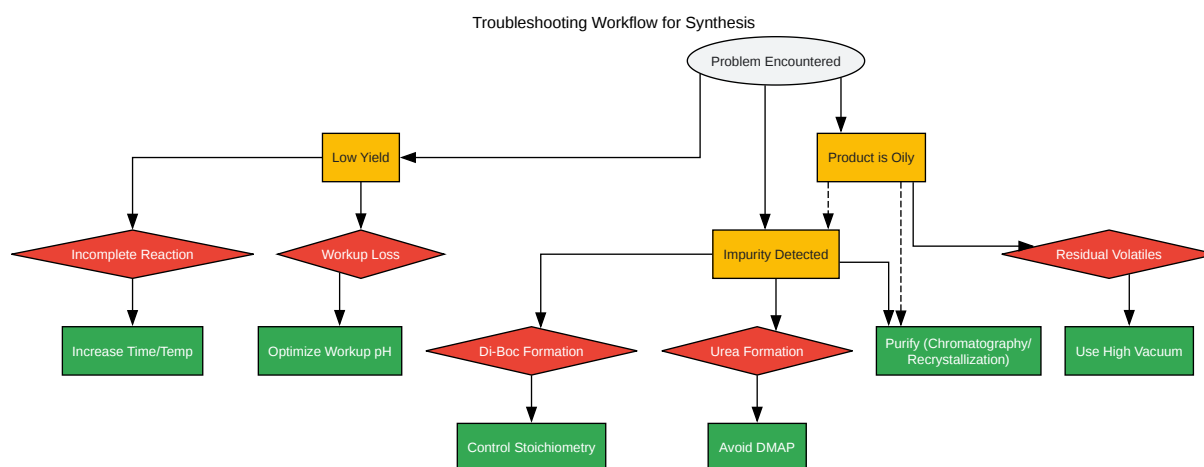 Troubleshooting Workflow for Synthesis
Problem Encountered
Low Yield
Product is Oily
Incomplete Reaction
Workup Loss
Impurity Detected
Residual Volatiles
Increase Time/Temp
Optimize Workup pH
Di-Boc Formation
Urea Formation
Purify (Chromatography/
Recrystallization)
Use High Vacuum
Control Stoichiometry
Avoid DMAP